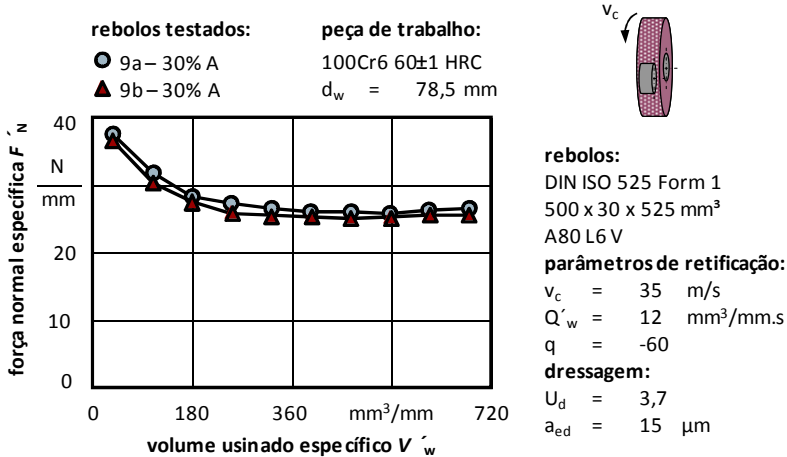 rebolos testados:
9a – 30% A
9b – 30% A
peça de trabalho:
100Cr6 60±1 HRC
d_w = 78,5 mm
v_c
força normal específica F´_N
40
N
mm
20
10
0
0
180
360
mm³/mm
720
volume usinado específico V´_w
rebolos:
DIN ISO 525 Form 1
500 x 30 x 525 mm³
A80 L6 V
parâmetros de retificação:
v_c = 35 m/s
Q´_w = 12 mm³/mm.s
q = -60
dressagem:
U_d = 3,7
a_ed = 15 µm